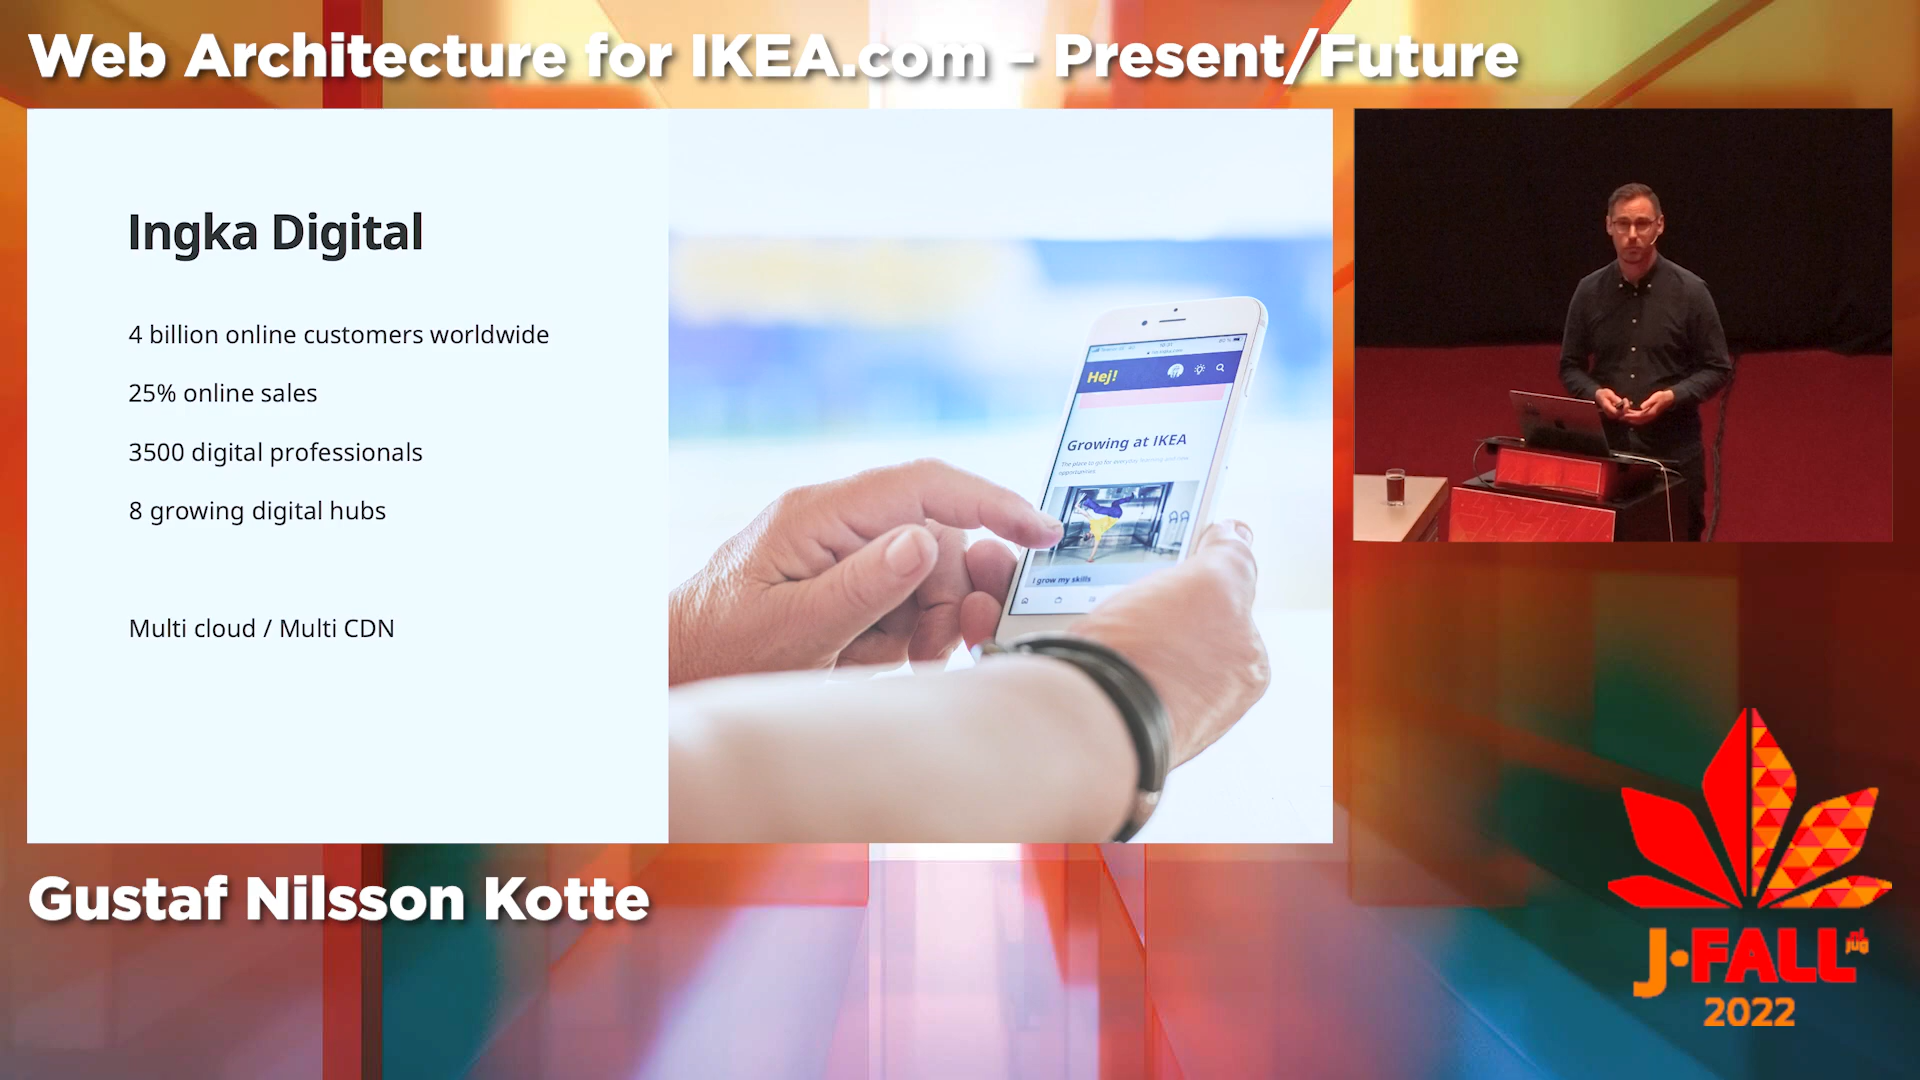 Web Architecture for IKEA.com – Present/Future
Ingka Digital
4 billion online customers worldwide
25% online sales
3500 digital professionals
8 growing digital hubs
Multi cloud / Multi CDN
Hej!
Growing at IKEA
I grow my skills
Gustaf Nilsson Kotte
J•FALL
nl
jug
2022